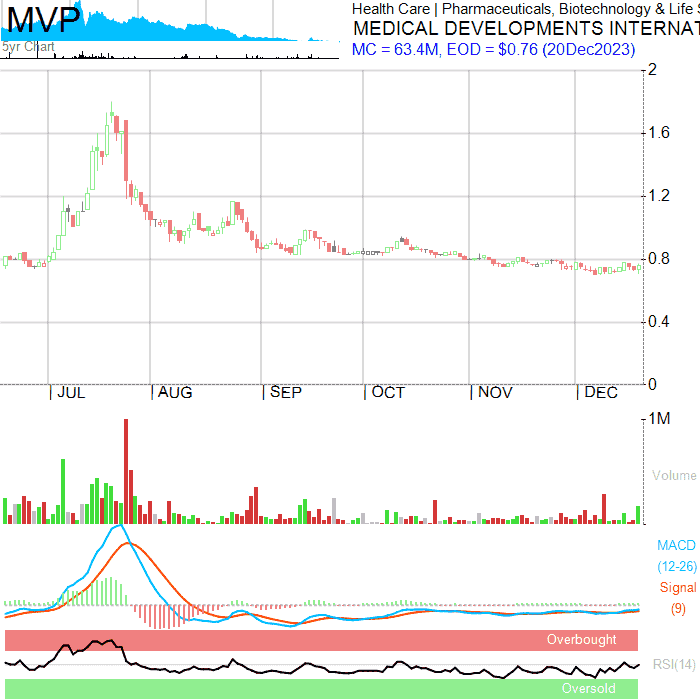 MVP
5yr Chart
Health Care | Pharmaceuticals, Biotechnology & Life S
MEDICAL DEVELOPMENTS INTERNAT
MC = 63.4M, EOD = $0.76 (20Dec2023)
2
1.6
1.2
0.8
0.4
0
JUL AUG SEP OCT NOV DEC
1M
Volume
MACD
(12-26)
Signal
(9)
Overbought
RSI(14)
Oversold